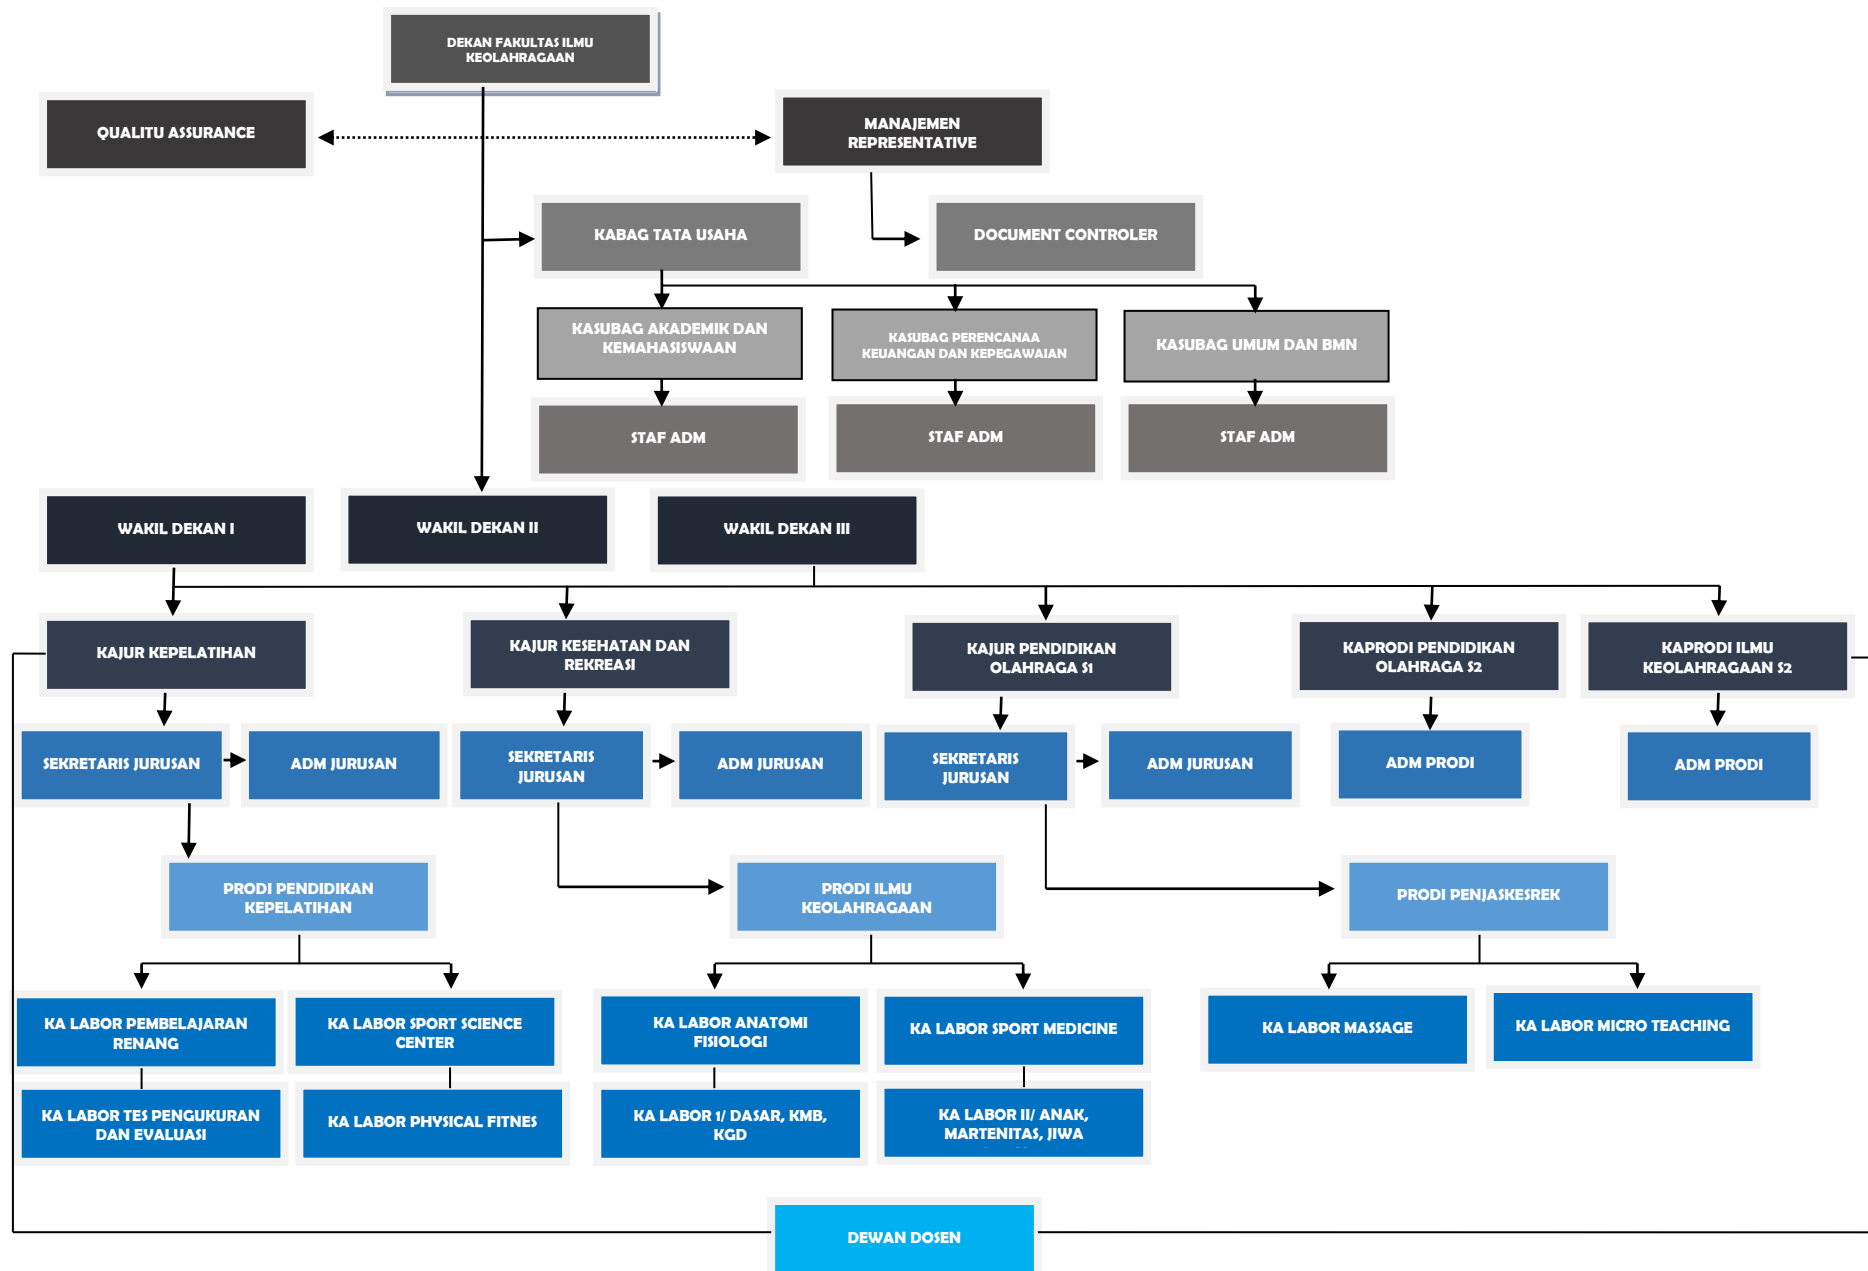 DEKAN FAKULTAS ILMU
KEOLAHRAGAAN
QUALITU ASSURANCE
MANAJEMEN
REPRESENTATIVE
KABAG TATA USAHA
DOCUMENT CONTROLER
KASUBAG AKADEMIK DAN
KEMAHASISWAAN
KASUBAG PERENCANAA
KEUANGAN DAN KEPEGAWAIAN
KASUBAG UMUM DAN BMN
STAF ADM
STAF ADM
STAF ADM
WAKIL DEKAN I
WAKIL DEKAN II
WAKIL DEKAN III
KAJUR KEPELATIHAN
KAJUR KESEHATAN DAN
REKREASI
KAJUR PENDIDIKAN
OLAHRAGA S1
KAPRODI PENDIDIKAN
OLAHRAGA S2
KAPRODI ILMU
KEOLAHRAGAAN S2
SEKRETARIS JURUSAN
ADM JURUSAN
SEKRETARIS
JURUSAN
ADM JURUSAN
SEKRETARIS
JURUSAN
ADM JURUSAN
ADM PRODI
ADM PRODI
PRODI PENDIDIKAN
KEPELATIHAN
PRODI ILMU
KEOLAHRAGAAN
PRODI PENJASKESREK
KA LABOR PEMBELAJARAN
RENANG
KA LABOR SPORT SCIENCE
CENTER
KA LABOR ANATOMI
FISIOLOGI
KA LABOR SPORT MEDICINE
KA LABOR MASSAGE
KA LABOR MICRO TEACHING
KA LABOR TES PENGUKURAN
DAN EVALUASI
KA LABOR PHYSICAL FITNES
KA LABOR 1/ DASAR, KMB,
KGD
KA LABOR II/ ANAK,
MARTENITAS, JIWA
DEWAN DOSEN